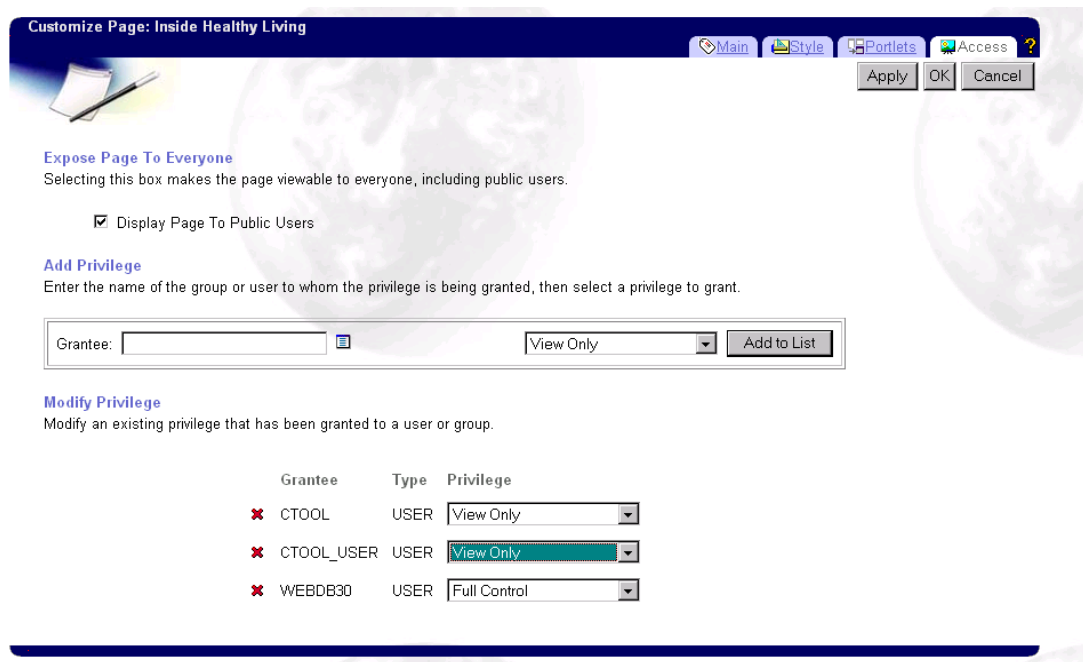 Customize Page: Inside Healthy Living
Main Style Portlets Access ?
Apply OK Cancel
Expose Page To Everyone
Selecting this box makes the page viewable to everyone, including public users.
Display Page To Public Users
Add Privilege
Enter the name of the group or user to whom the privilege is being granted, then select a privilege to grant.
Grantee: View Only Add to List
Modify Privilege
Modify an existing privilege that has been granted to a user or group.
Grantee Type Privilege
CTOOL USER View Only
CTOOL_USER USER View Only
WEBDB30 USER Full Control